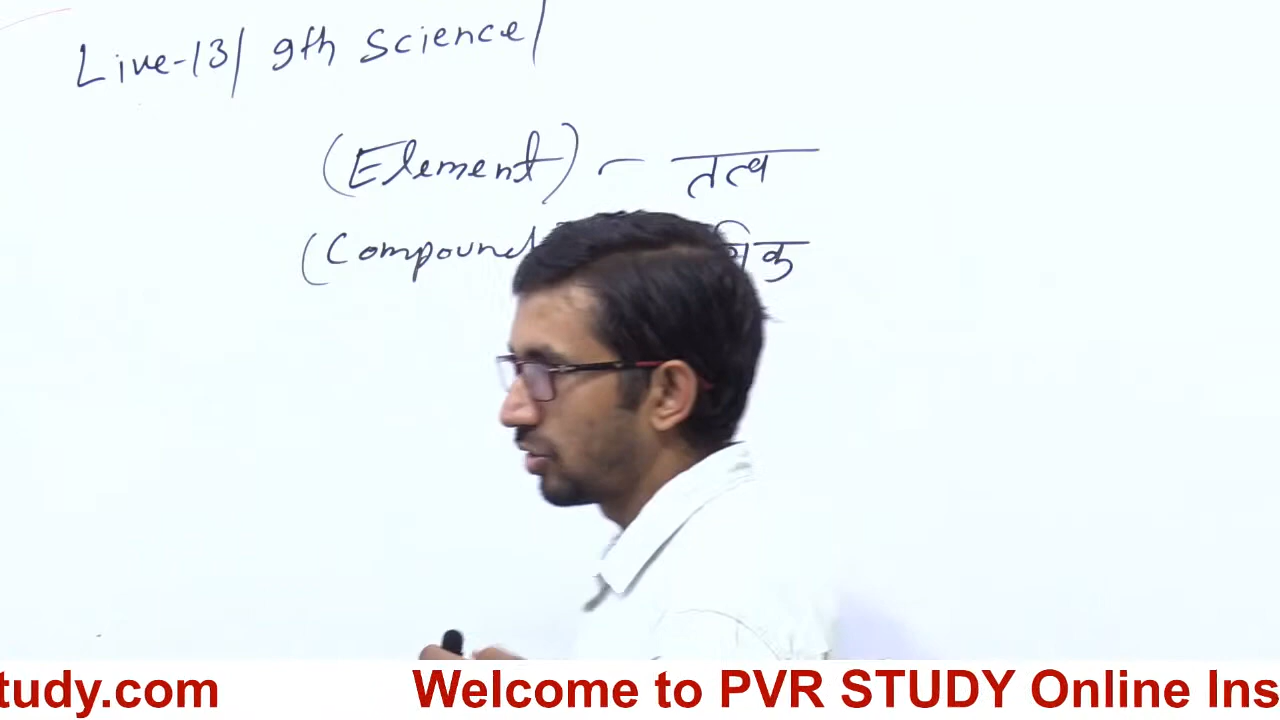 Live-13/ 9th Science/
(Element) - तत्व
(Compound
tudy.com Welcome to PVR STUDY Online Ins